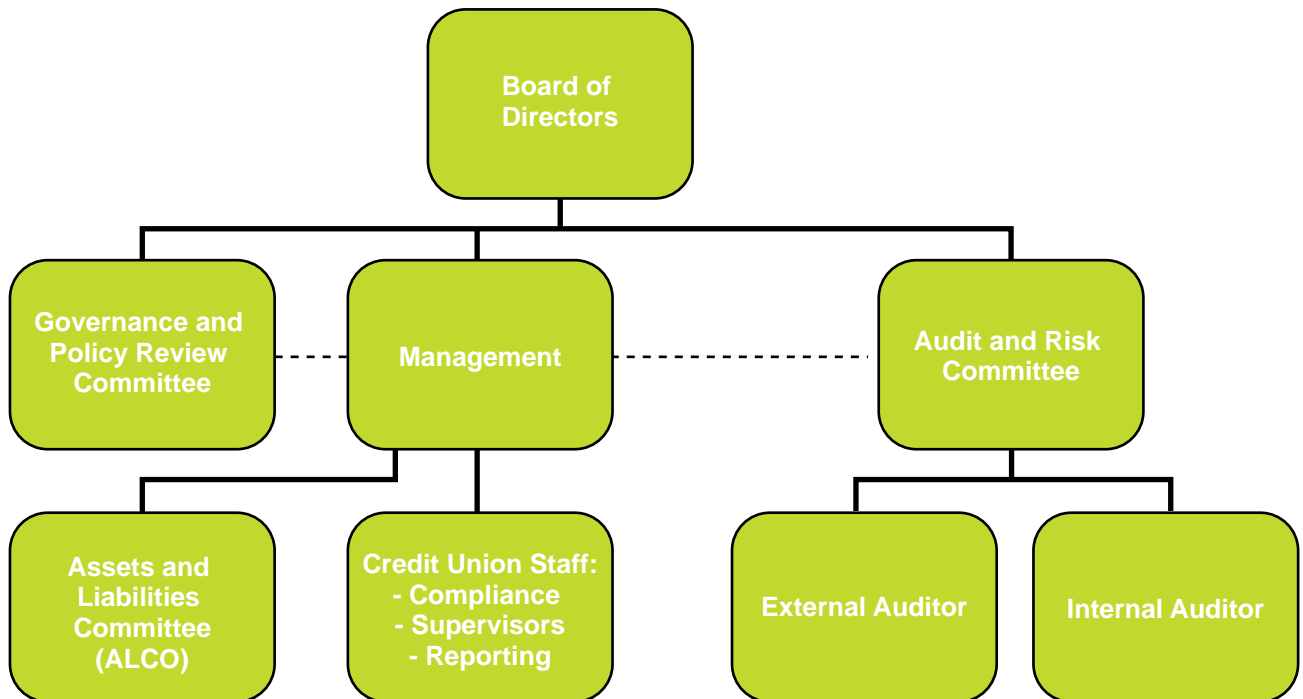 Board of
Directors
Governance and
Policy Review
Committee
Management
Audit and Risk
Committee
Assets and
Liabilities
Committee
(ALCO)
Credit Union Staff:
- Compliance
- Supervisors
- Reporting
External Auditor
Internal Auditor